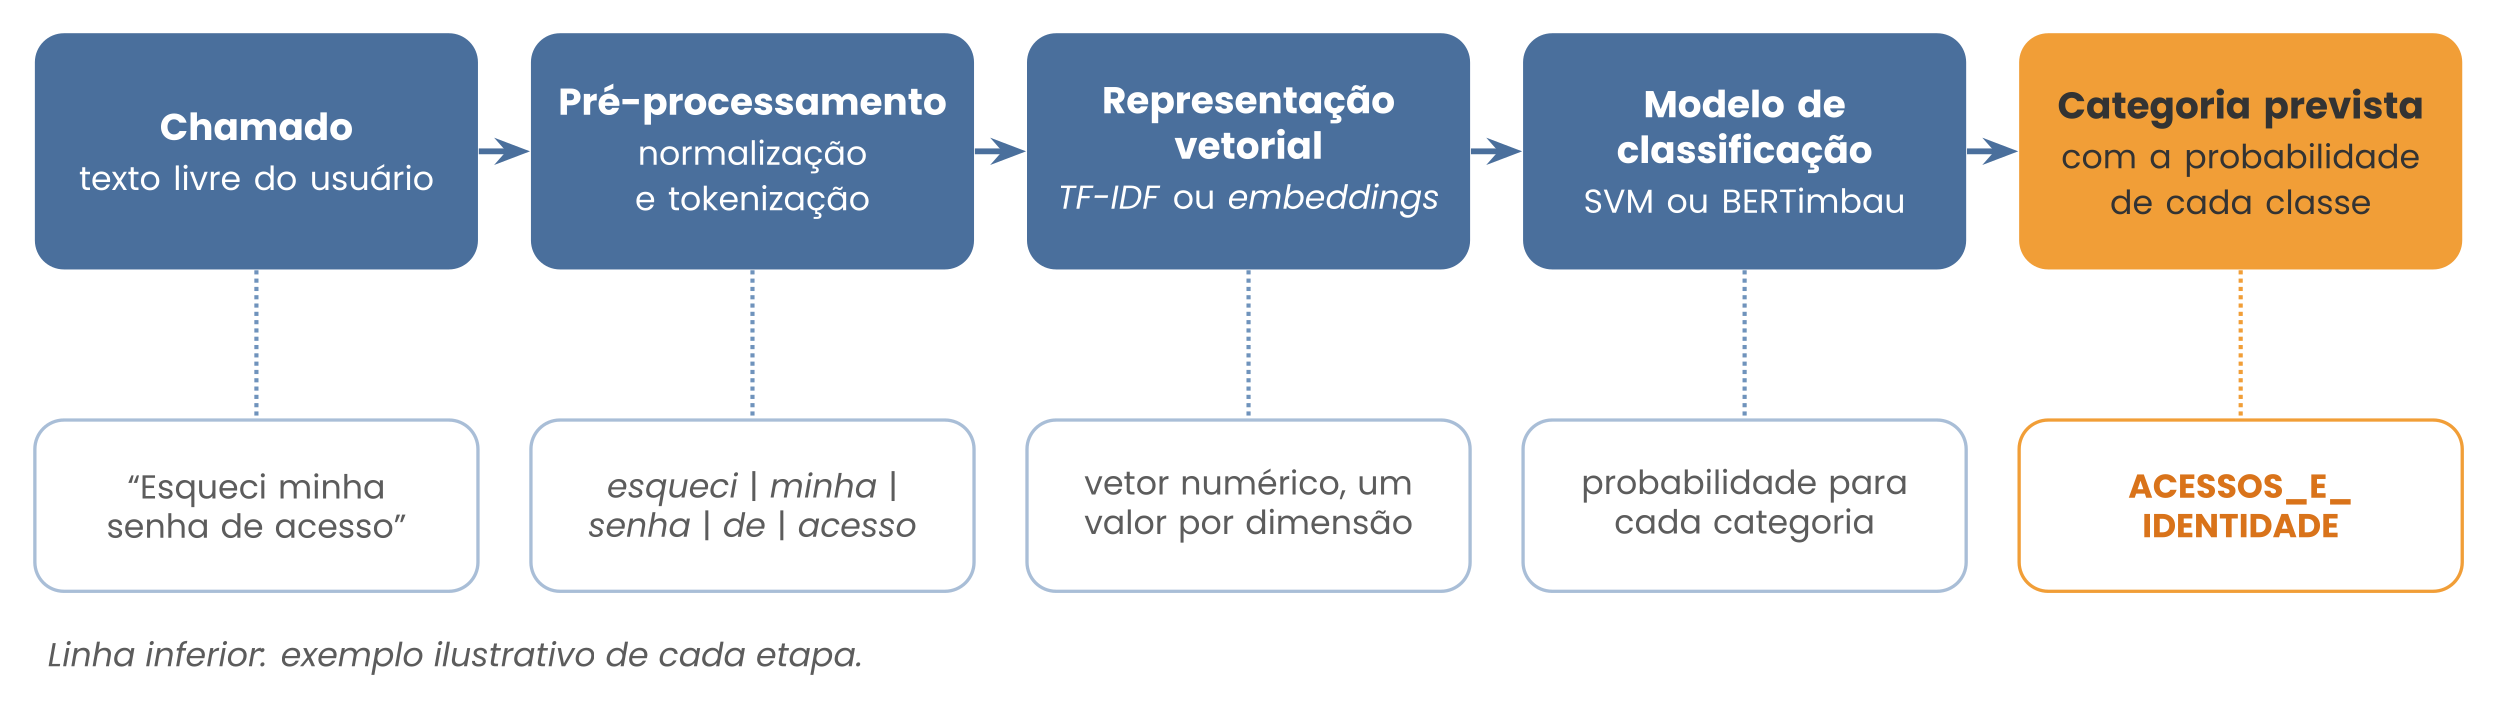 Chamado
texto livre do usuário
Pré-processamento
normalização
e tokenização
Representação
vetorial
TF-IDF ou embeddings
Modelo de
classificação
SVM ou BERTimbau
Categoria prevista
com a probabilidade
de cada classe
“Esqueci minha
senha de acesso”
esqueci | minha |
senha | de | acesso
vetor numérico, um
valor por dimensão
probabilidade para
cada categoria
ACESSO_E_
IDENTIDADE
Linha inferior: exemplo ilustrativo de cada etapa.